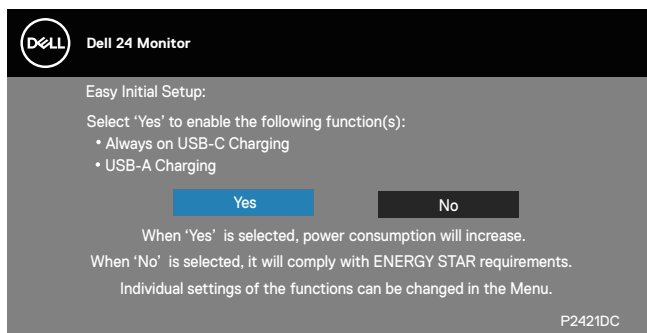 DELL
Dell 24 Monitor
Easy Initial Setup:
Select ‘Yes’ to enable the following function(s):
• Always on USB-C Charging
• USB-A Charging
Yes No
When ‘Yes’ is selected, power consumption will increase.
When ‘No’ is selected, it will comply with ENERGY STAR requirements.
Individual settings of the functions can be changed in the Menu.
P2421DC